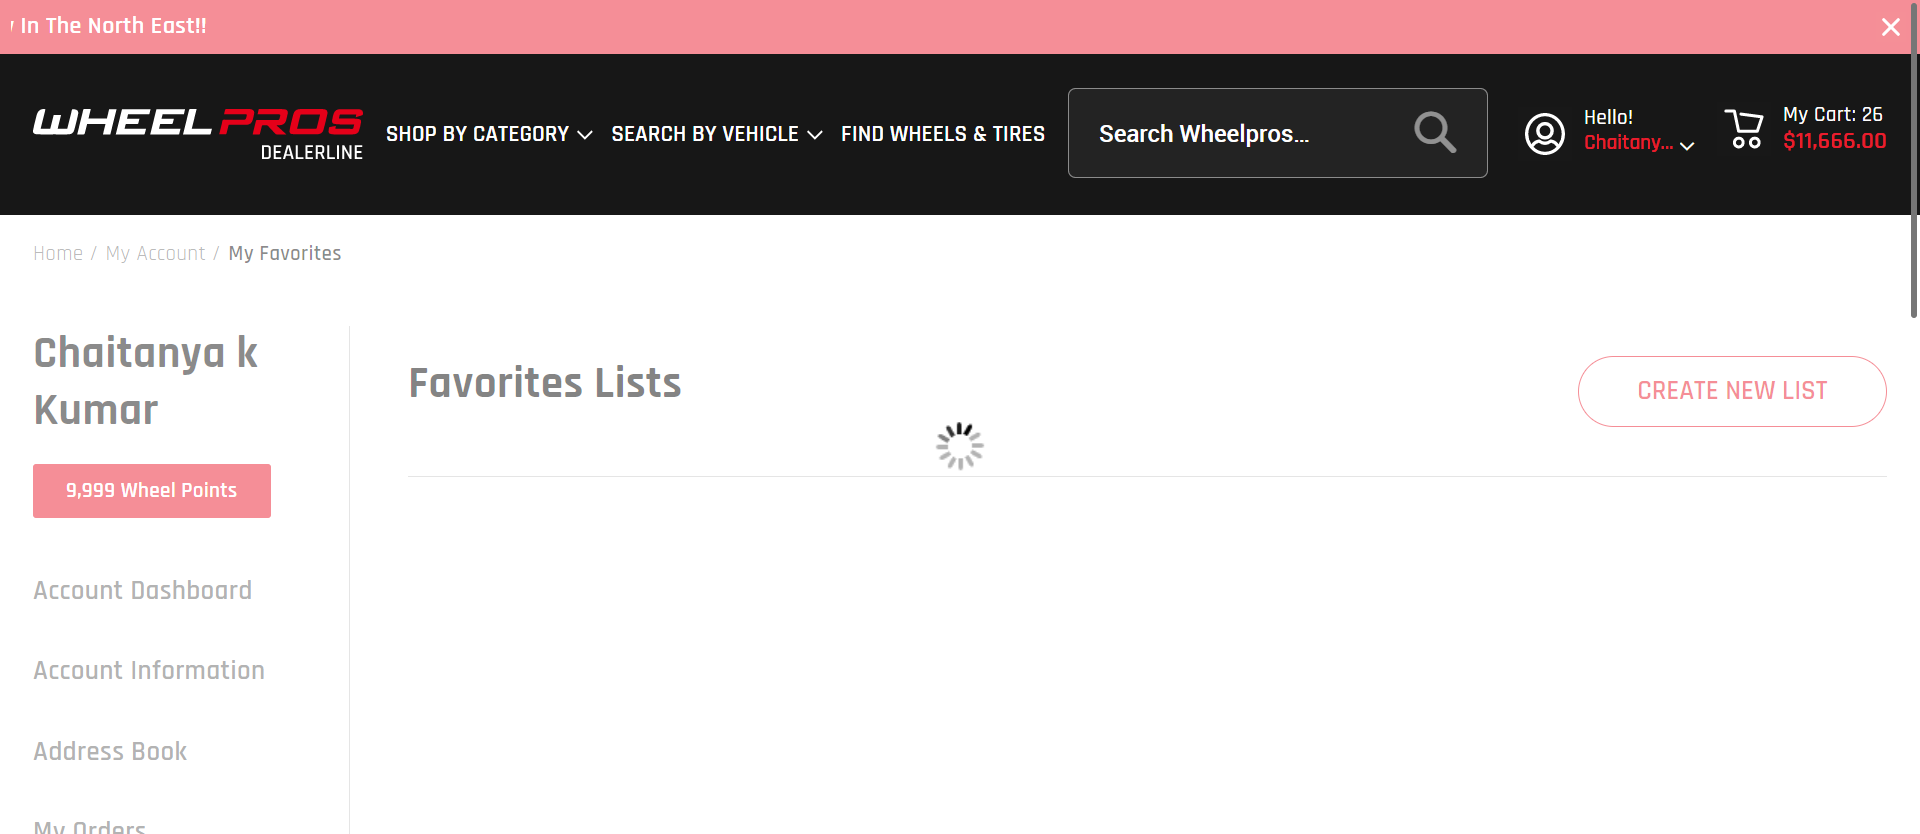 In The North East!!
WHEEL PROS
DEALERLINE
SHOP BY CATEGORY
SEARCH BY VEHICLE
FIND WHEELS & TIRES
Search Wheelpros...
Hello!
Chaitany...
My Cart: 26
$11,666.00
Home / My Account / My Favorites
Chaitanya k
Kumar
9,999 Wheel Points
Account Dashboard
Account Information
Address Book
My Orders
Favorites Lists
CREATE NEW LIST